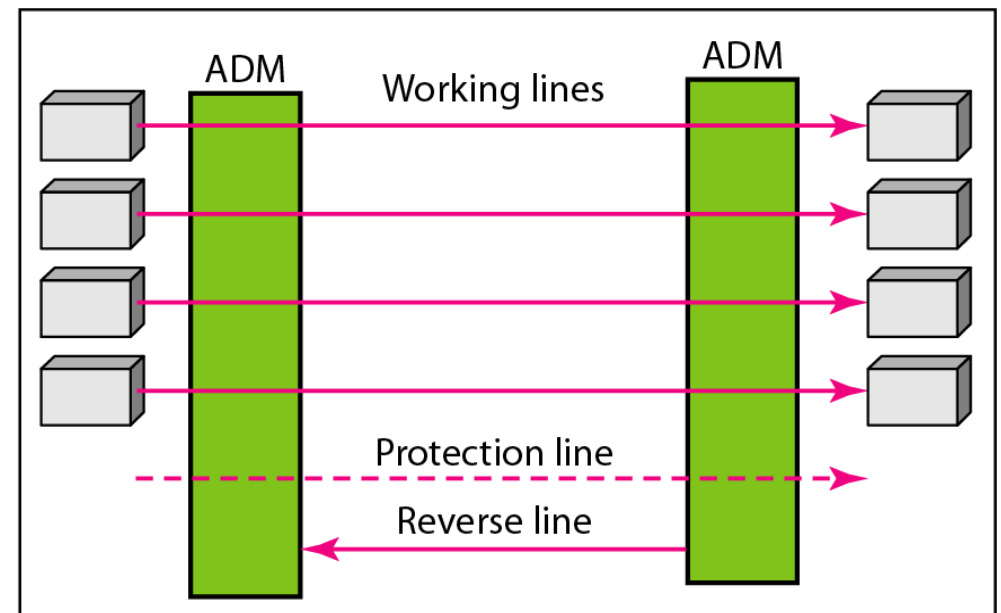 ADM
ADM
Working lines
Protection line
Reverse line